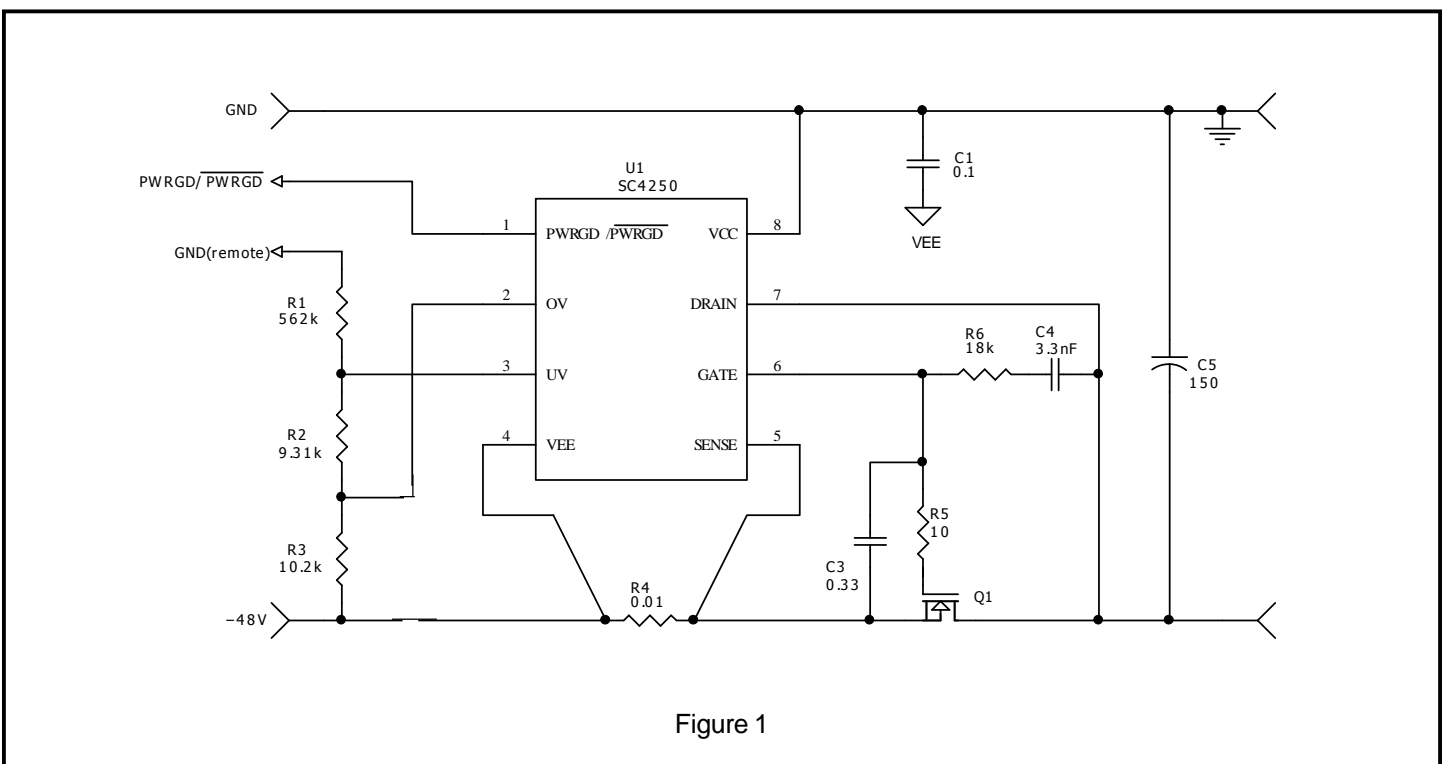 GND
PWRGD/PWRGD
GND(remote)
R1
562k
R2
9.31k
R3
10.2k
−48V
U1
SC4250
1
PWRGD /PWRGD
2
OV
3
UV
4
VEE
VCC
8
DRAIN
7
GATE
6
SENSE
5
C1
0.1
VEE
R6
18k
C4
3.3nF
C5
150
R5
10
C3
0.33
R4
0.01
Q1
Figure 1